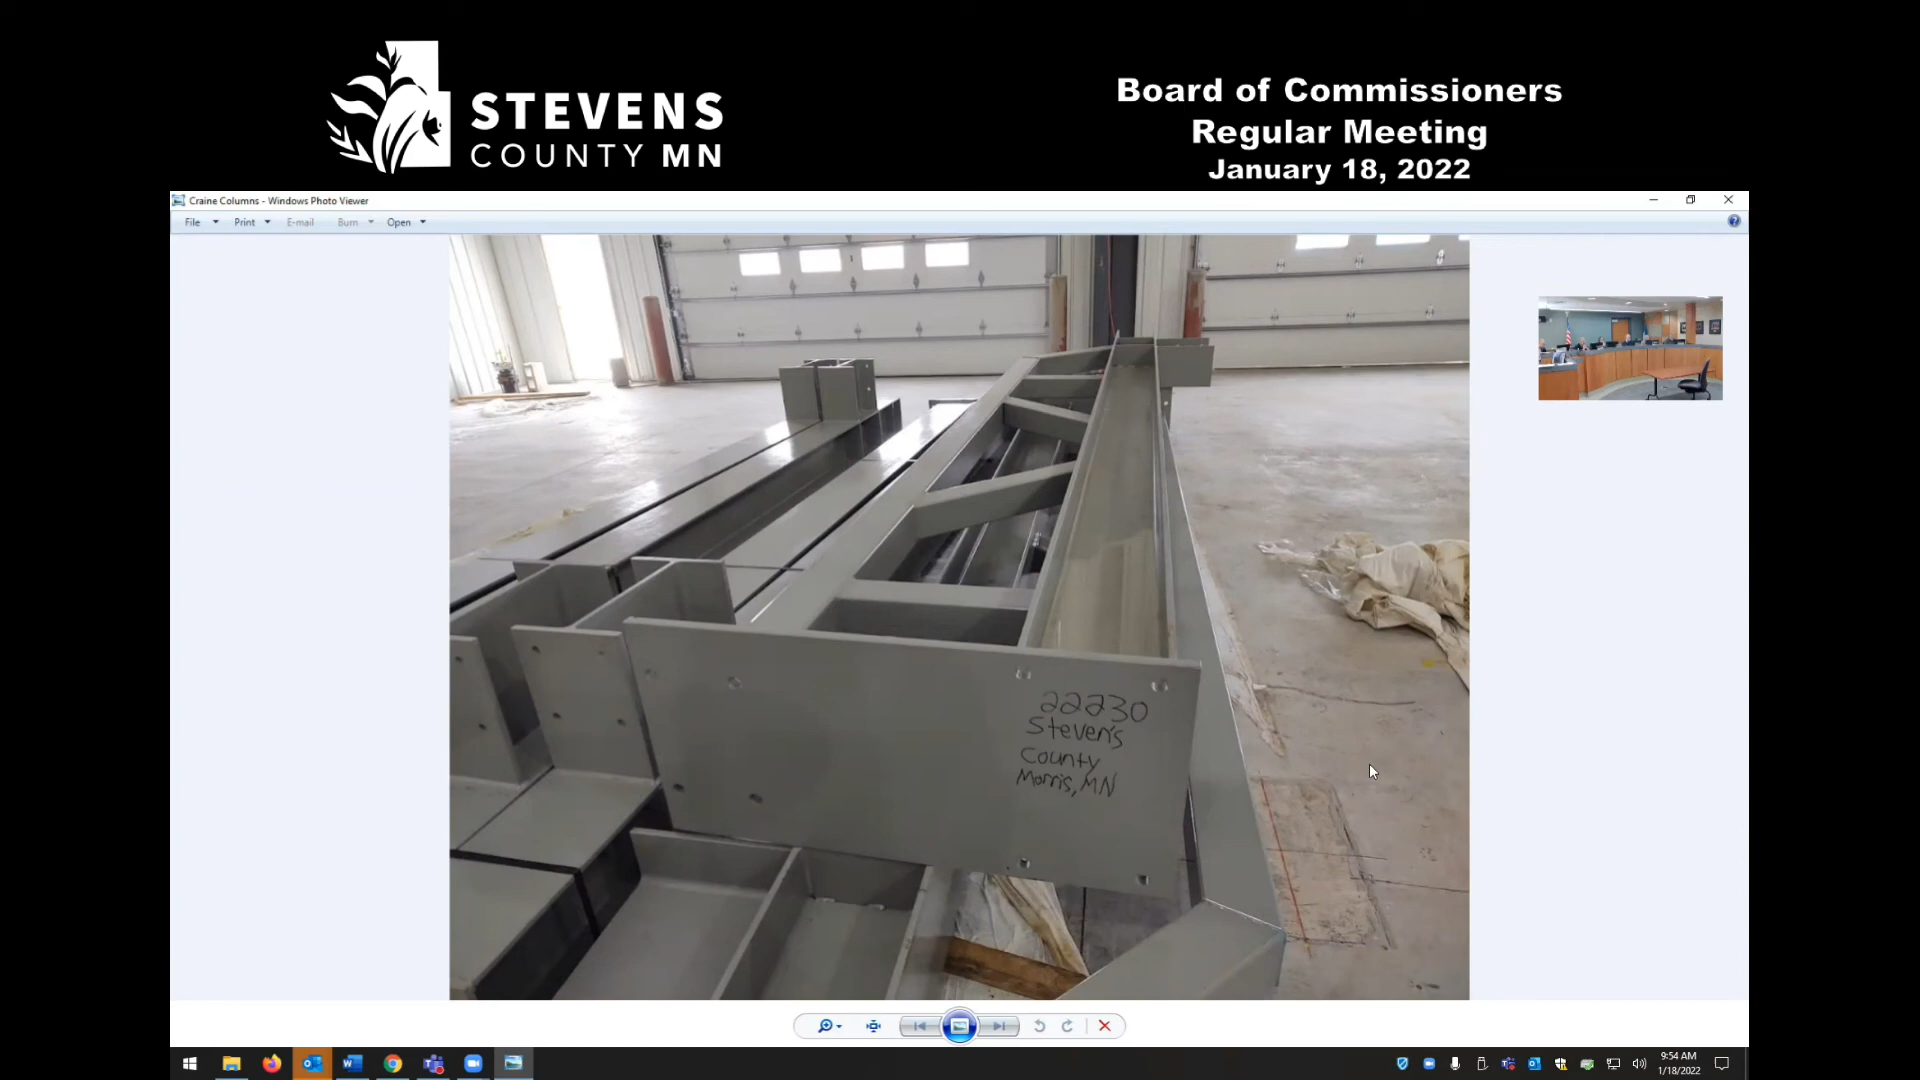 STEVENS
COUNTY MN
Board of Commissioners
Regular Meeting
January 18, 2022
Craine Columns - Windows Photo Viewer
File Print E-mail Burn Open
22230
Steven's
County
Morris, MN
9:54 AM
1/18/2022